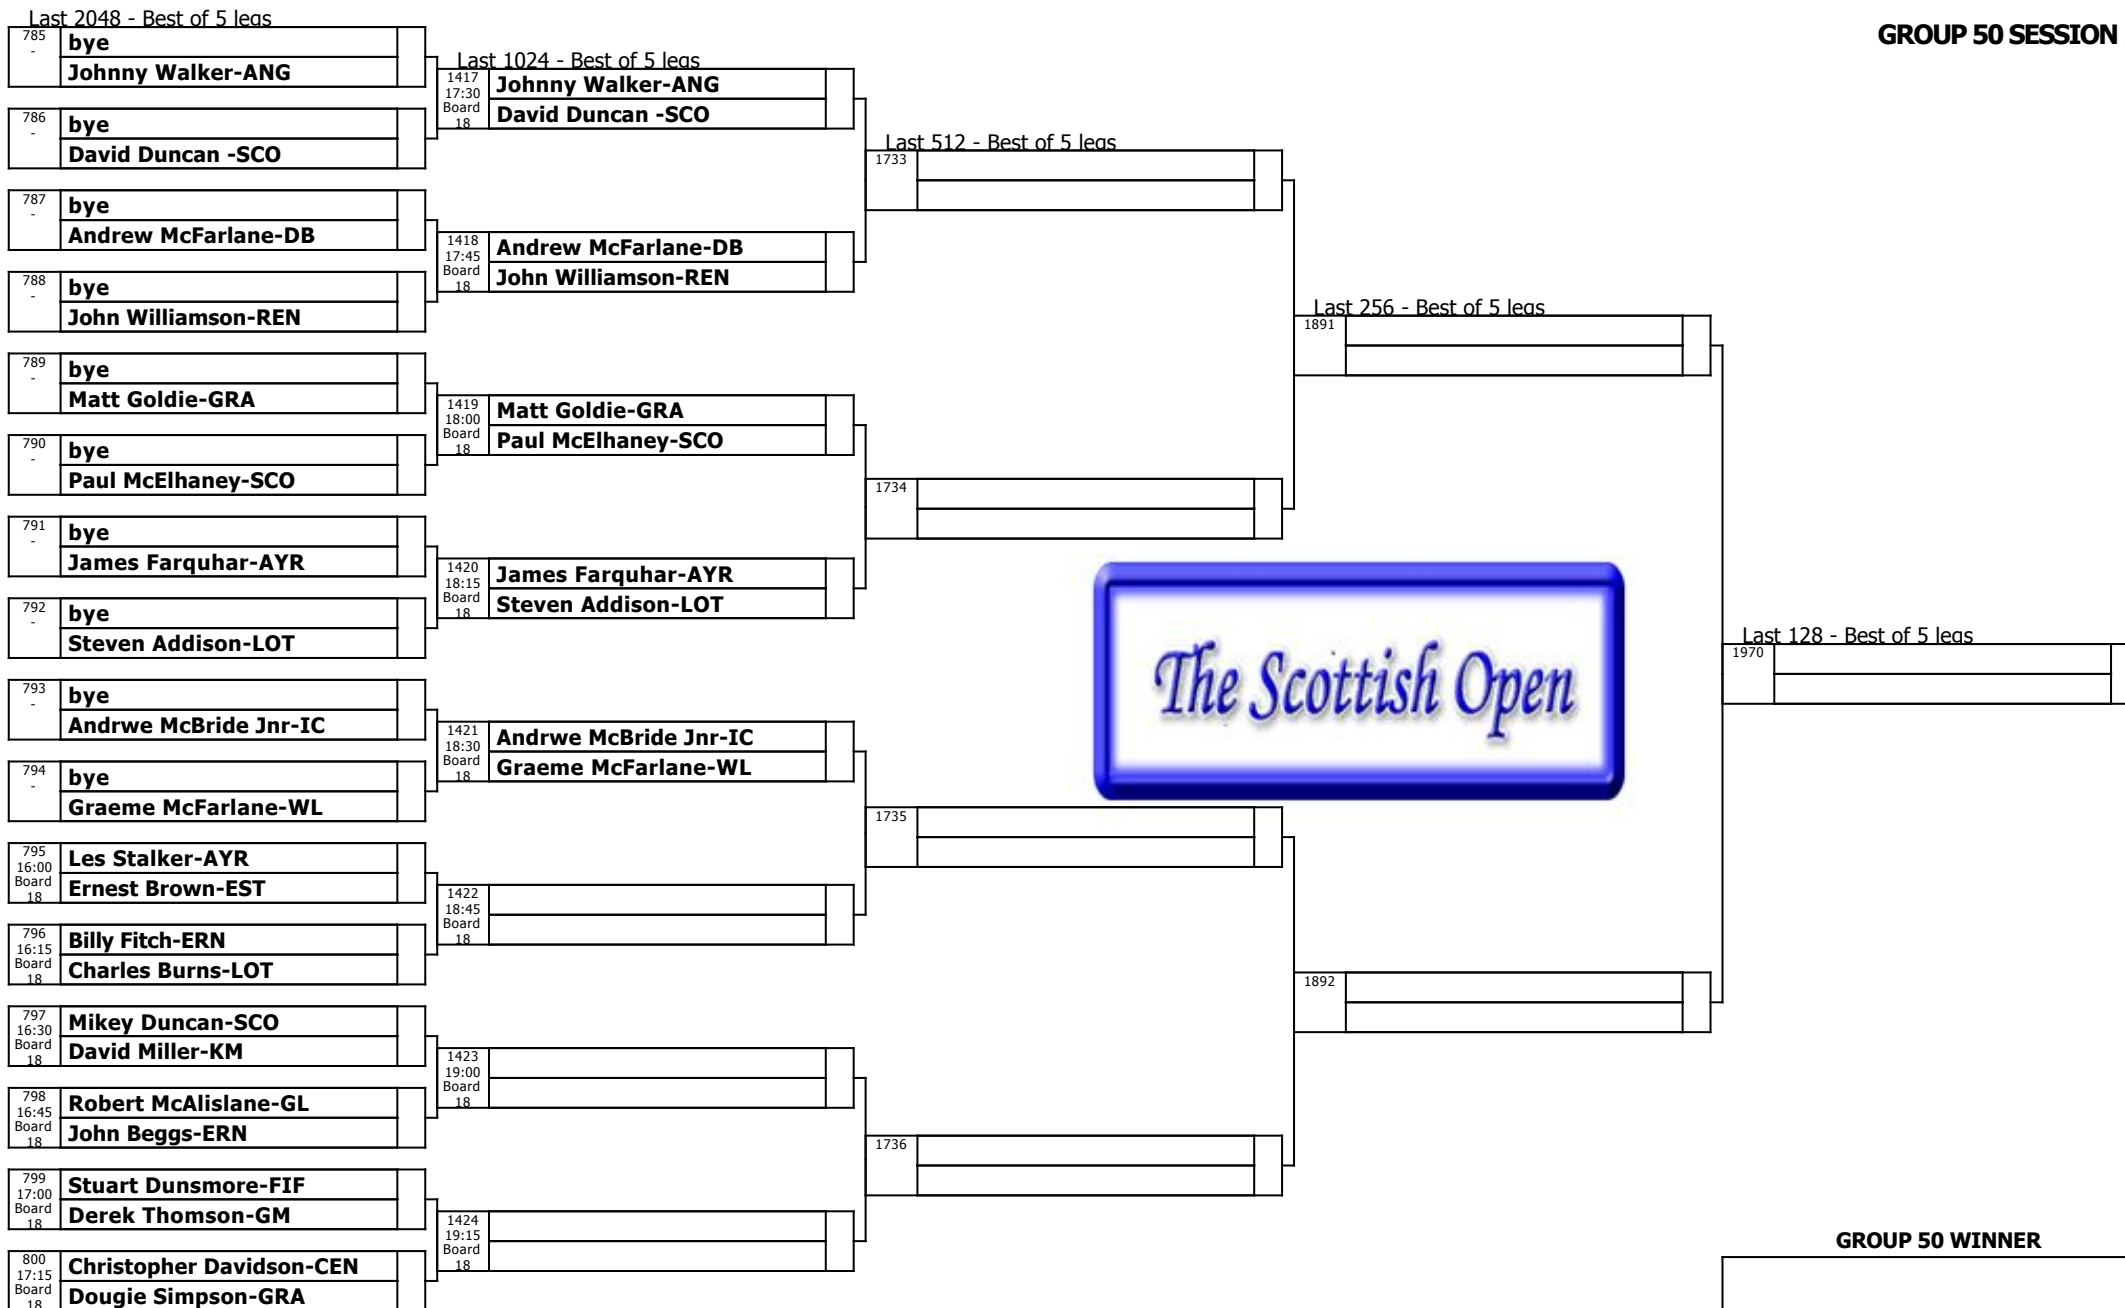 Last 2048 - Best of 5 legs
GROUP 50 SESSION
785
-
bye
Johnny Walker-ANG
786
-
bye
David Duncan -SCO
787
-
bye
Andrew McFarlane-DB
788
-
bye
John Williamson-REN
789
-
bye
Matt Goldie-GRA
790
-
bye
Paul McElhaney-SCO
791
-
bye
James Farquhar-AYR
792
-
bye
Steven Addison-LOT
793
-
bye
Andrwe McBride Jnr-IC
794
-
bye
Graeme McFarlane-WL
795
16:00
Board
18
Les Stalker-AYR
Ernest Brown-EST
796
16:15
Board
18
Billy Fitch-ERN
Charles Burns-LOT
797
16:30
Board
18
Mikey Duncan-SCO
David Miller-KM
798
16:45
Board
18
Robert McAlislane-GL
John Beggs-ERN
799
17:00
Board
18
Stuart Dunsmore-FIF
Derek Thomson-GM
800
17:15
Board
18
Christopher Davidson-CEN
Dougie Simpson-GRA
Last 1024 - Best of 5 legs
1417
17:30
Board
18
Johnny Walker-ANG
David Duncan -SCO
1418
17:45
Board
18
Andrew McFarlane-DB
John Williamson-REN
1419
18:00
Board
18
Matt Goldie-GRA
Paul McElhaney-SCO
1420
18:15
Board
18
James Farquhar-AYR
Steven Addison-LOT
1421
18:30
Board
18
Andrwe McBride Jnr-IC
Graeme McFarlane-WL
1422
18:45
Board
18
1423
19:00
Board
18
1424
19:15
Board
18
Last 512 - Best of 5 legs
1733
1734
1735
1736
Last 256 - Best of 5 legs
1891
1892
The Scottish Open
Last 128 - Best of 5 legs
1970
GROUP 50 WINNER